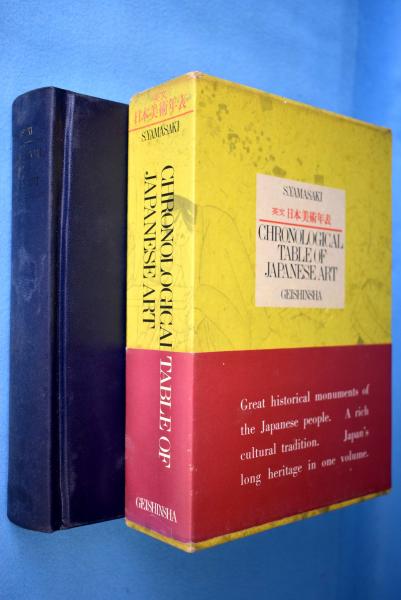 英文
日本美術年表
S.YAMASAKI
CHRONOLOGICAL TABLE OF
JAPANESE ART
GEISHINSHA
S.YAMASAKI
英文 日本美術年表
CHRONOLOGICAL
TABLE OF
JAPANESE ART
GEISHINSHA
Great historical monuments of
the Japanese people. A rich
cultural tradition. Japan's
long heritage in one volume.